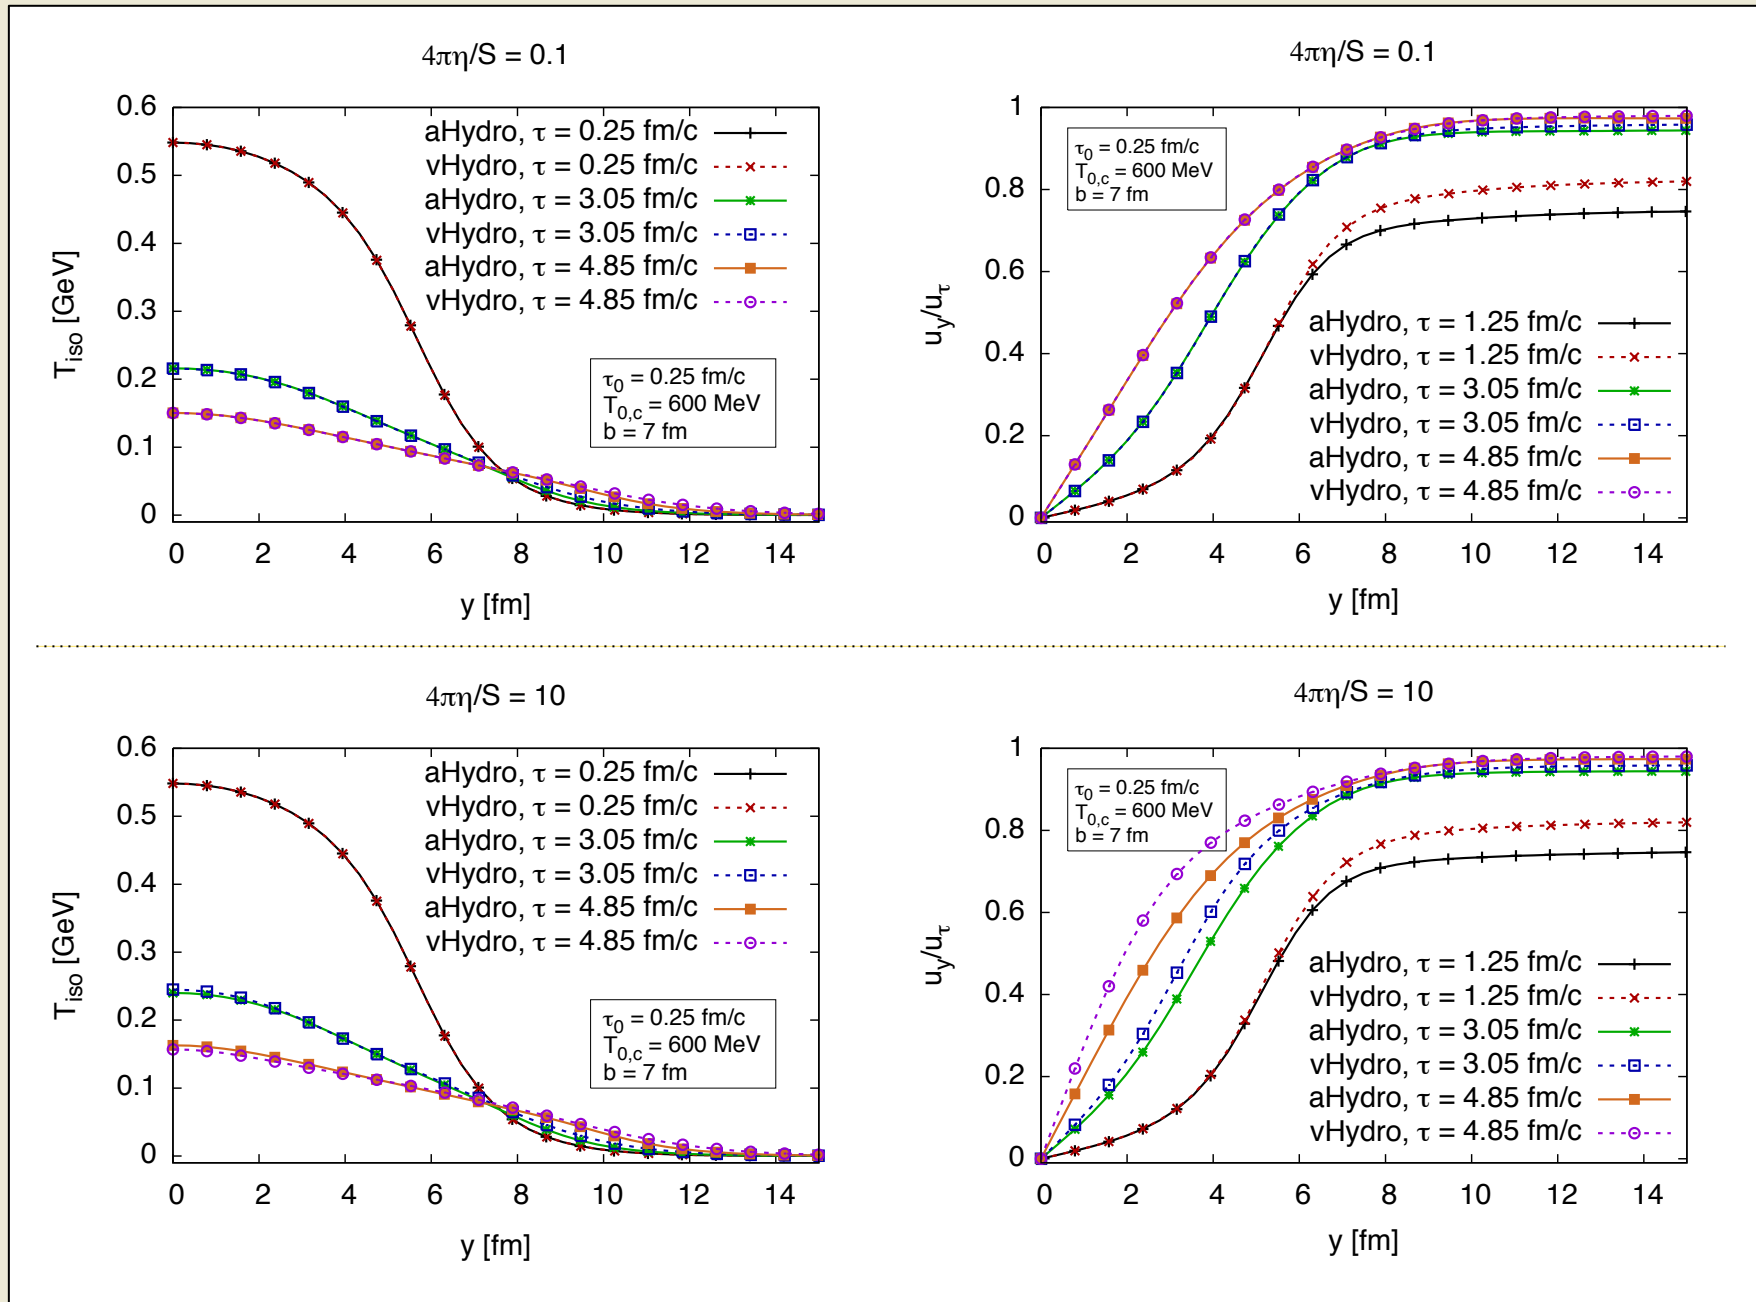 4πη/S = 0.1
T_iso [GeV]
0.6
0.5
0.4
0.3
0.2
0.1
0
aHydro, τ = 0.25 fm/c
vHydro, τ = 0.25 fm/c
aHydro, τ = 3.05 fm/c
vHydro, τ = 3.05 fm/c
aHydro, τ = 4.85 fm/c
vHydro, τ = 4.85 fm/c
τ₀ = 0.25 fm/c
T₀,c = 600 MeV
b = 7 fm
0 2 4 6 8 10 12 14
y [fm]
4πη/S = 0.1
u_y/u_τ
1
0.8
0.6
0.4
0.2
0
τ₀ = 0.25 fm/c
T₀,c = 600 MeV
b = 7 fm
aHydro, τ = 1.25 fm/c
vHydro, τ = 1.25 fm/c
aHydro, τ = 3.05 fm/c
vHydro, τ = 3.05 fm/c
aHydro, τ = 4.85 fm/c
vHydro, τ = 4.85 fm/c
0 2 4 6 8 10 12 14
y [fm]
4πη/S = 10
T_iso [GeV]
0.6
0.5
0.4
0.3
0.2
0.1
0
aHydro, τ = 0.25 fm/c
vHydro, τ = 0.25 fm/c
aHydro, τ = 3.05 fm/c
vHydro, τ = 3.05 fm/c
aHydro, τ = 4.85 fm/c
vHydro, τ = 4.85 fm/c
τ₀ = 0.25 fm/c
T₀,c = 600 MeV
b = 7 fm
0 2 4 6 8 10 12 14
y [fm]
4πη/S = 10
u_y/u_τ
1
0.8
0.6
0.4
0.2
0
τ₀ = 0.25 fm/c
T₀,c = 600 MeV
b = 7 fm
aHydro, τ = 1.25 fm/c
vHydro, τ = 1.25 fm/c
aHydro, τ = 3.05 fm/c
vHydro, τ = 3.05 fm/c
aHydro, τ = 4.85 fm/c
vHydro, τ = 4.85 fm/c
0 2 4 6 8 10 12 14
y [fm]